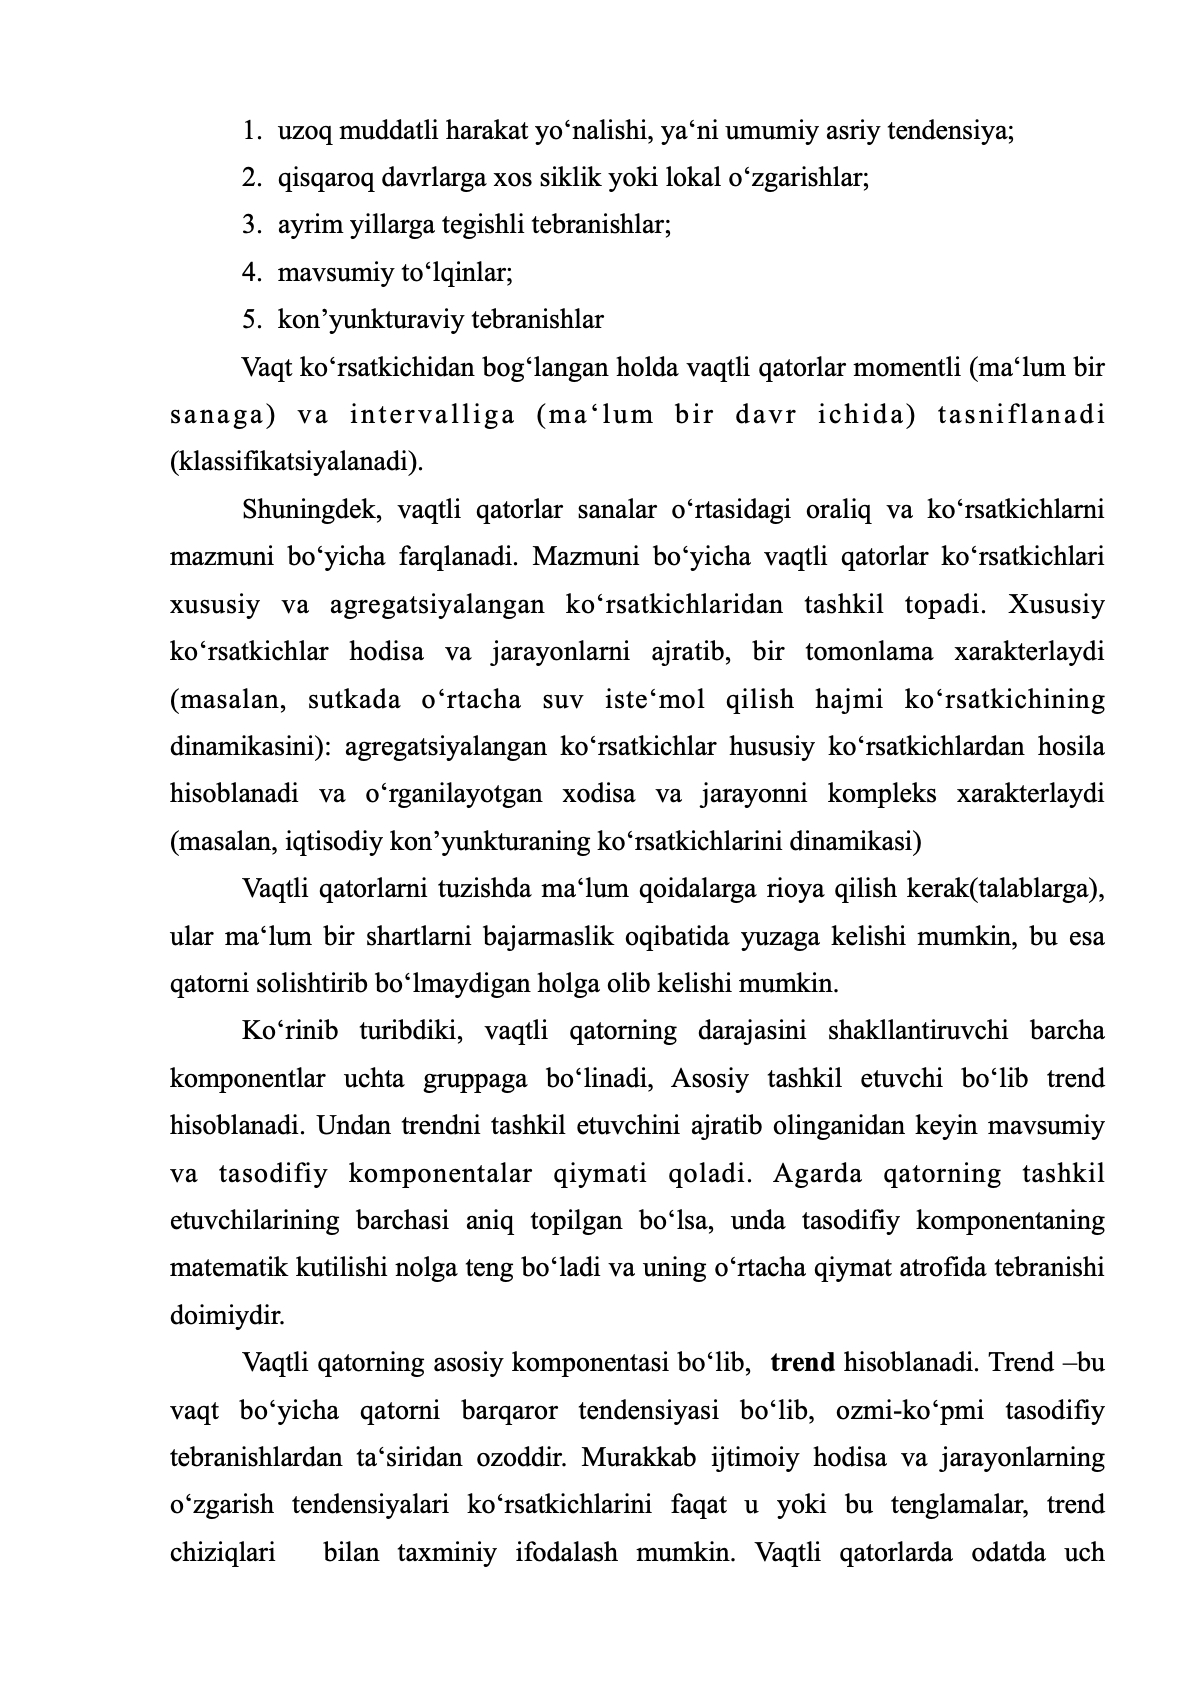 1. uzoq muddatli harakat yo‘nalishi, ya‘ni umumiy asriy tendensiya;
2. qisqaroq davrlarga xos siklik yoki lokal o‘zgarishlar;
3. ayrim yillarga tegishli tebranishlar;
4. mavsumiy to‘lqinlar;
5. kon’yunkturaviy tebranishlar
Vaqt ko‘rsatkichidan bog‘langan holda vaqtli qatorlar momentli (ma‘lum bir
sanaga) va intervalliga (ma‘lum bir davr ichida) tasniflanadi
(klassifikatsiyalanadi).
Shuningdek, vaqtli qatorlar sanalar o‘rtasidagi oraliq va ko‘rsatkichlarni
mazmuni bo‘yicha farqlanadi. Mazmuni bo‘yicha vaqtli qatorlar ko‘rsatkichlari
xususiy va agregatsiyalangan ko‘rsatkichlaridan tashkil topadi. Xususiy
ko‘rsatkichlar hodisa va jarayonlarni ajratib, bir tomonlama xarakterlaydi
(masalan, sutkada o‘rtacha suv iste‘mol qilish hajmi ko‘rsatkichining
dinamikasini): agregatsiyalangan ko‘rsatkichlar hususiy ko‘rsatkichlardan hosila
hisoblanadi va o‘rganilayotgan xodisa va jarayonni kompleks xarakterlaydi
(masalan, iqtisodiy kon’yunkturaning ko‘rsatkichlarini dinamikasi)
Vaqtli qatorlarni tuzishda ma‘lum qoidalarga rioya qilish kerak(talablarga),
ular ma‘lum bir shartlarni bajarmaslik oqibatida yuzaga kelishi mumkin, bu esa
qatorni solishtirib bo‘lmaydigan holga olib kelishi mumkin.
Ko‘rinib turibdiki, vaqtli qatorning darajasini shakllantiruvchi barcha
komponentlar uchta gruppaga bo‘linadi, Asosiy tashkil etuvchi bo‘lib trend
hisoblanadi. Undan trendni tashkil etuvchini ajratib olinganidan keyin mavsumiy
va tasodifiy komponentalar qiymati qoladi. Agarda qatorning tashkil
etuvchilarining barchasi aniq topilgan bo‘lsa, unda tasodifiy komponentaning
matematik kutilishi nolga teng bo‘ladi va uning o‘rtacha qiymat atrofida tebranishi
doimiydir.
Vaqtli qatorning asosiy komponentasi bo‘lib, trend hisoblanadi. Trend –bu
vaqt bo‘yicha qatorni barqaror tendensiyasi bo‘lib, ozmi-ko‘pmi tasodifiy
tebranishlardan ta‘siridan ozoddir. Murakkab ijtimoiy hodisa va jarayonlarning
o‘zgarish tendensiyalari ko‘rsatkichlarini faqat u yoki bu tenglamalar, trend
chiziqlari bilan taxminiy ifodalash mumkin. Vaqtli qatorlarda odatda uch